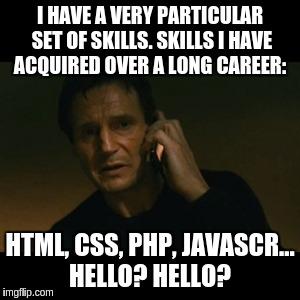 I HAVE A VERY PARTICULAR
SET OF SKILLS. SKILLS I HAVE
ACQUIRED OVER A LONG CAREER:
HTML, CSS, PHP, JAVASCR...
HELLO? HELLO?
imgflip.com